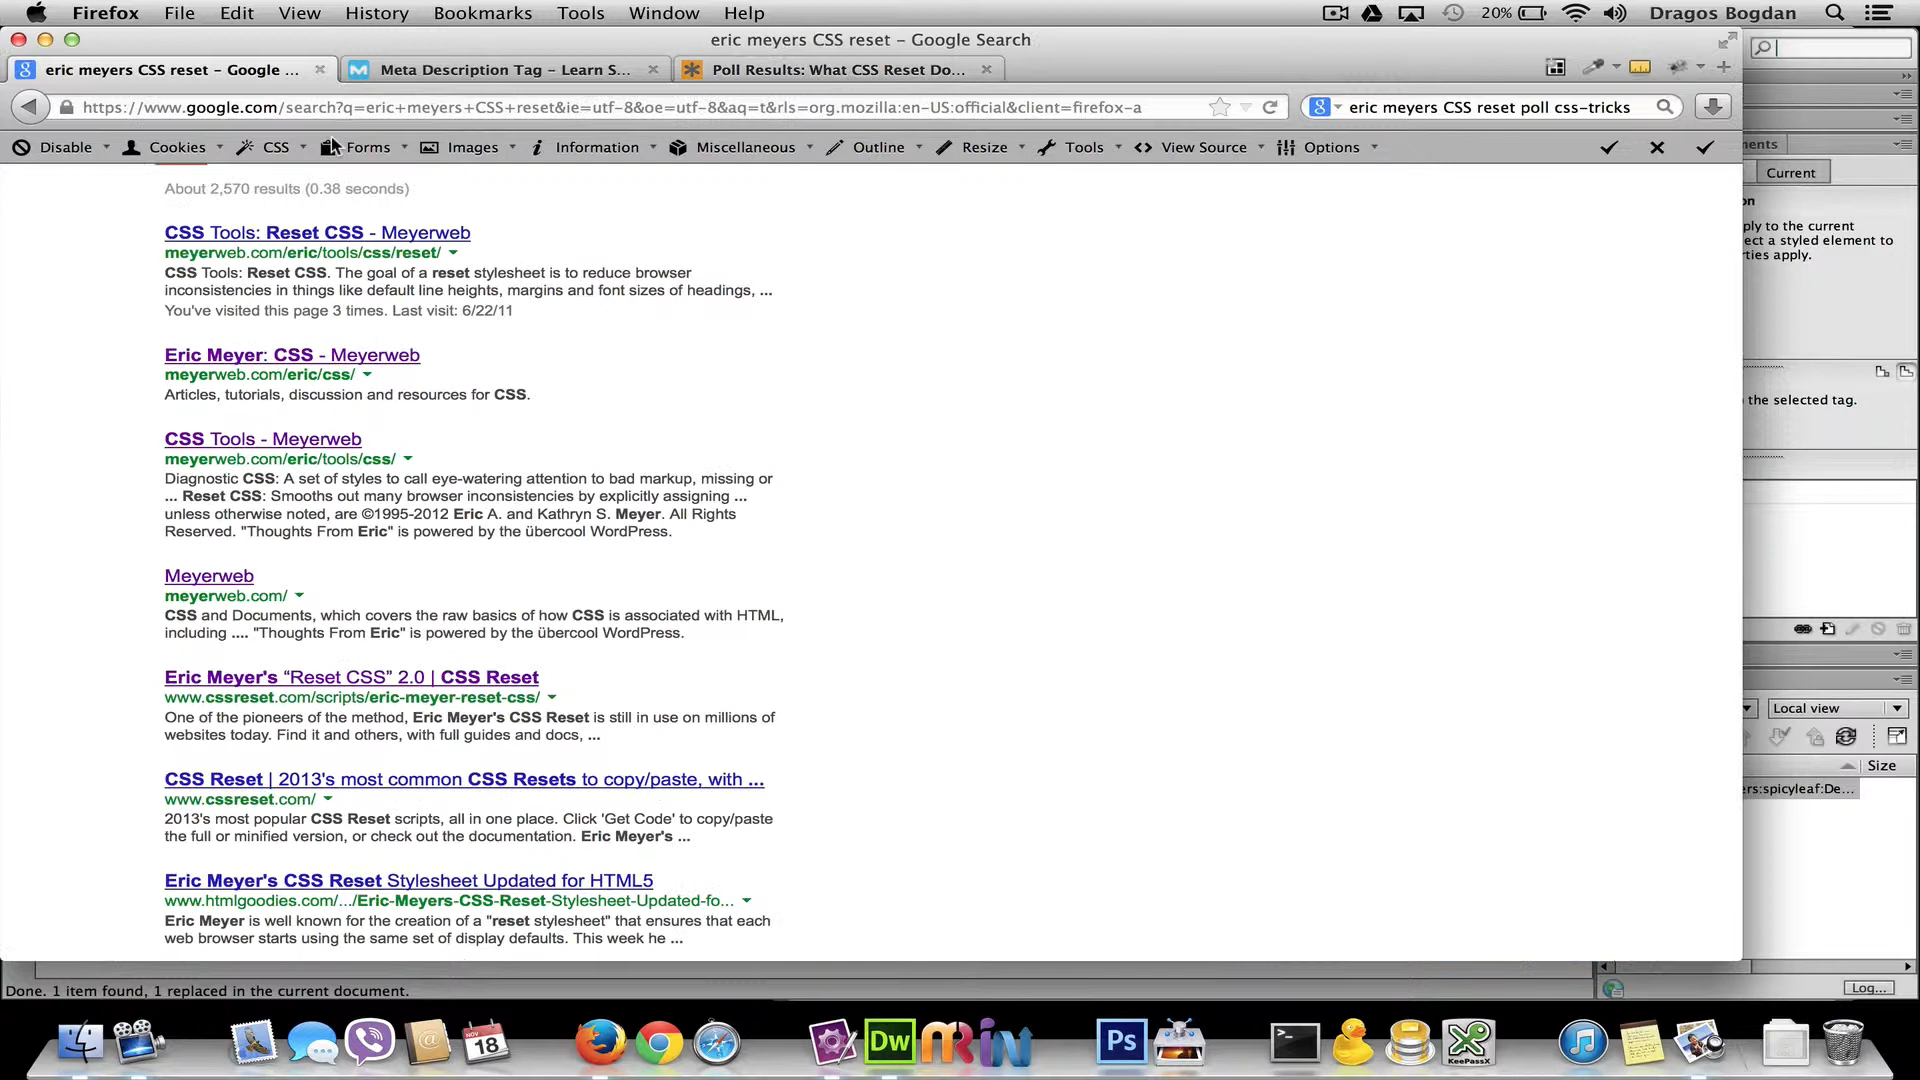 Firefox File Edit View History Bookmarks Tools Window Help 20% Dragos Bogdan
eric meyers CSS reset – Google Search
eric meyers CSS reset – Google ... Meta Description Tag – Learn S... Poll Results: What CSS Reset Do...
https://www.google.com/search?q=eric+meyers+CSS+reset&ie=utf-8&oe=utf-8&aq=t&rls=org.mozilla:en-US:official&client=firefox-a eric meyers CSS reset poll css-tricks
Disable Cookies CSS Forms Images Information Miscellaneous Outline Resize Tools View Source Options
About 2,570 results (0.38 seconds)
CSS Tools: Reset CSS - Meyerweb
meyerweb.com/eric/tools/css/reset/
CSS Tools: Reset CSS. The goal of a reset stylesheet is to reduce browser
inconsistencies in things like default line heights, margins and font sizes of headings, ...
You've visited this page 3 times. Last visit: 6/22/11
Eric Meyer: CSS - Meyerweb
meyerweb.com/eric/css/
Articles, tutorials, discussion and resources for CSS.
CSS Tools - Meyerweb
meyerweb.com/eric/tools/css/
Diagnostic CSS: A set of styles to call eye-watering attention to bad markup, missing or
... Reset CSS: Smooths out many browser inconsistencies by explicitly assigning ...
unless otherwise noted, are ©1995-2012 Eric A. and Kathryn S. Meyer. All Rights
Reserved. "Thoughts From Eric" is powered by the übercool WordPress.
Meyerweb
meyerweb.com/
CSS and Documents, which covers the raw basics of how CSS is associated with HTML,
including .... "Thoughts From Eric" is powered by the übercool WordPress.
Eric Meyer's “Reset CSS” 2.0 | CSS Reset
www.cssreset.com/scripts/eric-meyer-reset-css/
One of the pioneers of the method, Eric Meyer's CSS Reset is still in use on millions of
websites today. Find it and others, with full guides and docs, ...
CSS Reset | 2013's most common CSS Resets to copy/paste, with ...
www.cssreset.com/
2013's most popular CSS Reset scripts, all in one place. Click 'Get Code' to copy/paste
the full or minified version, or check out the documentation. Eric Meyer's ...
Eric Meyer's CSS Reset Stylesheet Updated for HTML5
www.htmlgoodies.com/.../Eric-Meyers-CSS-Reset-Stylesheet-Updated-fo...
Eric Meyer is well known for the creation of a "reset stylesheet" that ensures that each
web browser starts using the same set of display defaults. This week he ...
ments
Current
on
ply to the current
ect a styled element to
rties apply.
the selected tag.
Local view
Size
ers:spicyleaf:De...
Done. 1 item found, 1 replaced in the current document.
Log...
NOV
18
Dw
Ps
KeePassX